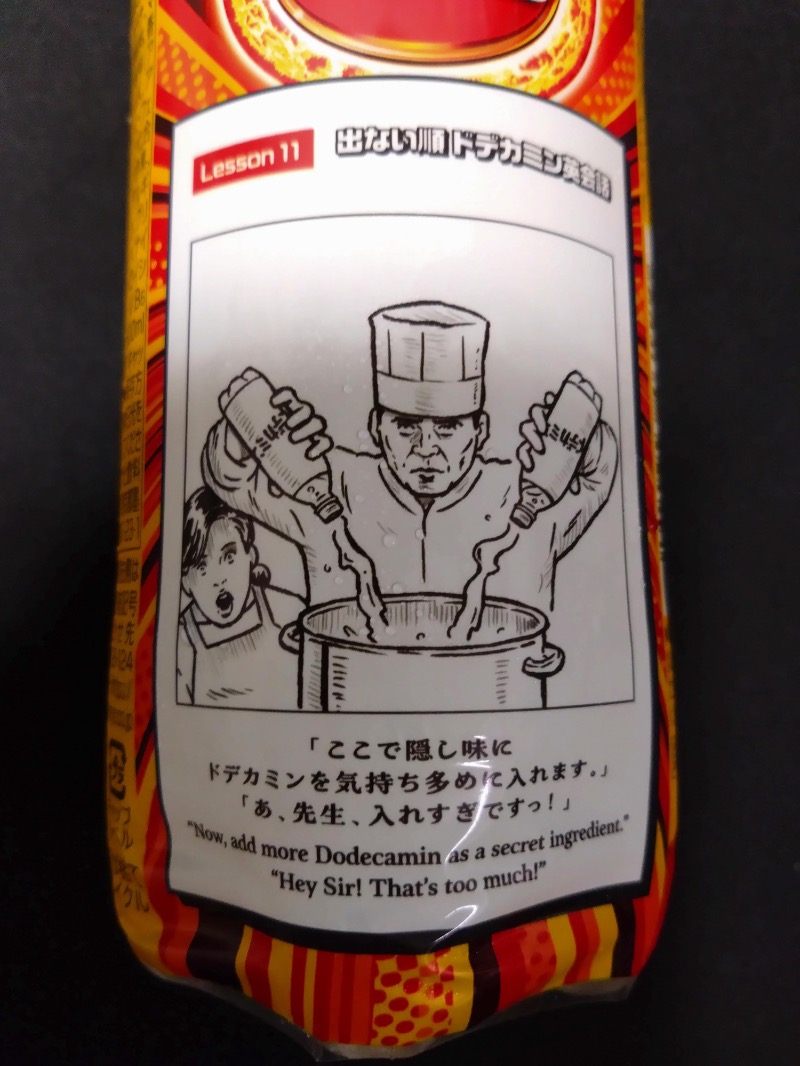 Lesson 11
出ない順 ドデカミン英会話
「ここで隠し味に
ドデカミンを気持ち多めに入れます。」
「あ、先生、入れすぎですっ!」
“Now, add more Dodecamin as a secret ingredient.”
“Hey Sir! That's too much!”